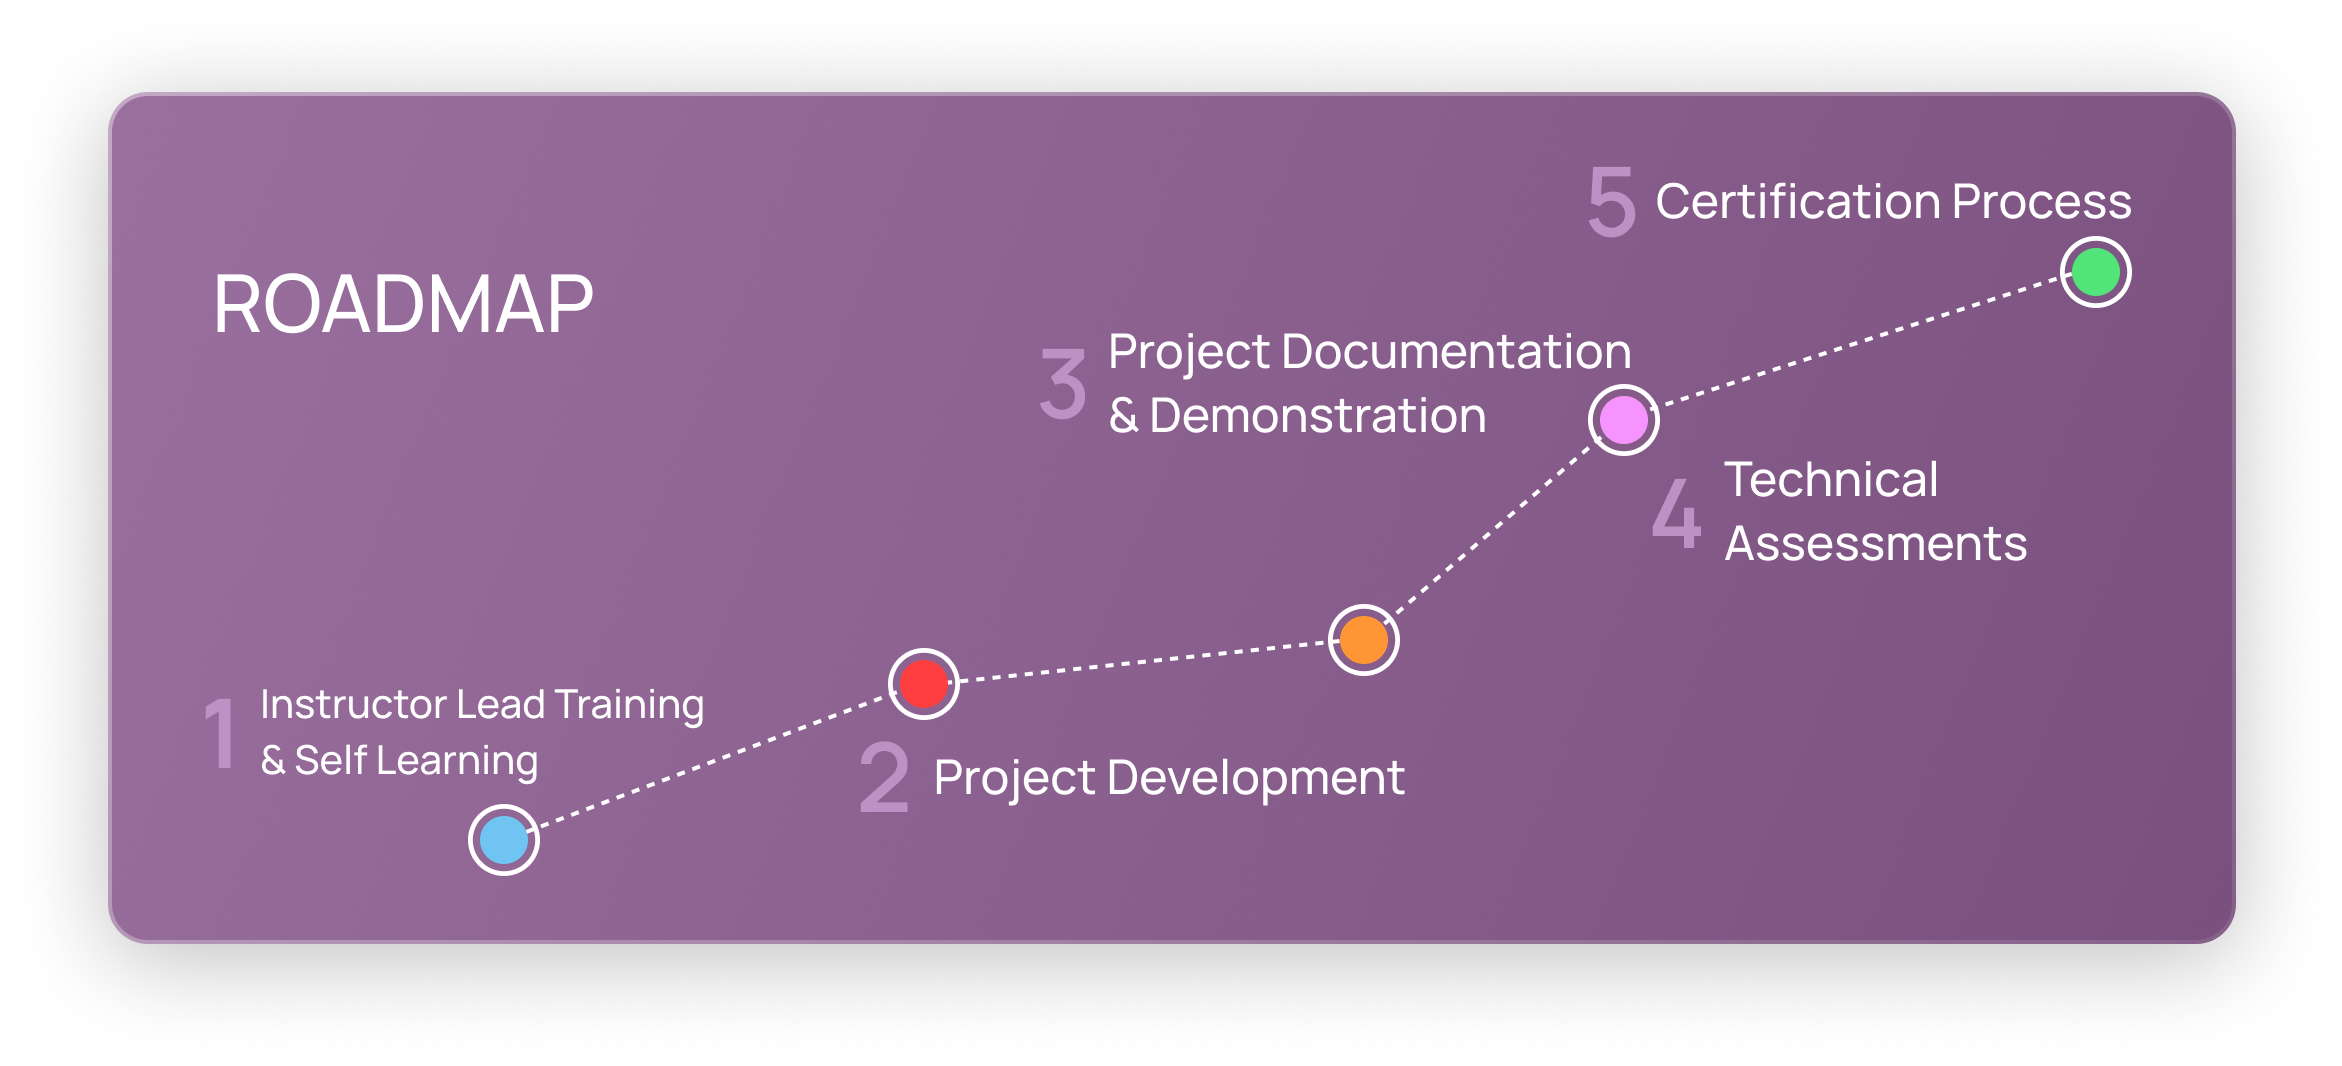 ROADMAP
1
Instructor Lead Training
& Self Learning
2
Project Development
3
Project Documentation
& Demonstration
4
Technical
Assessments
5
Certification Process